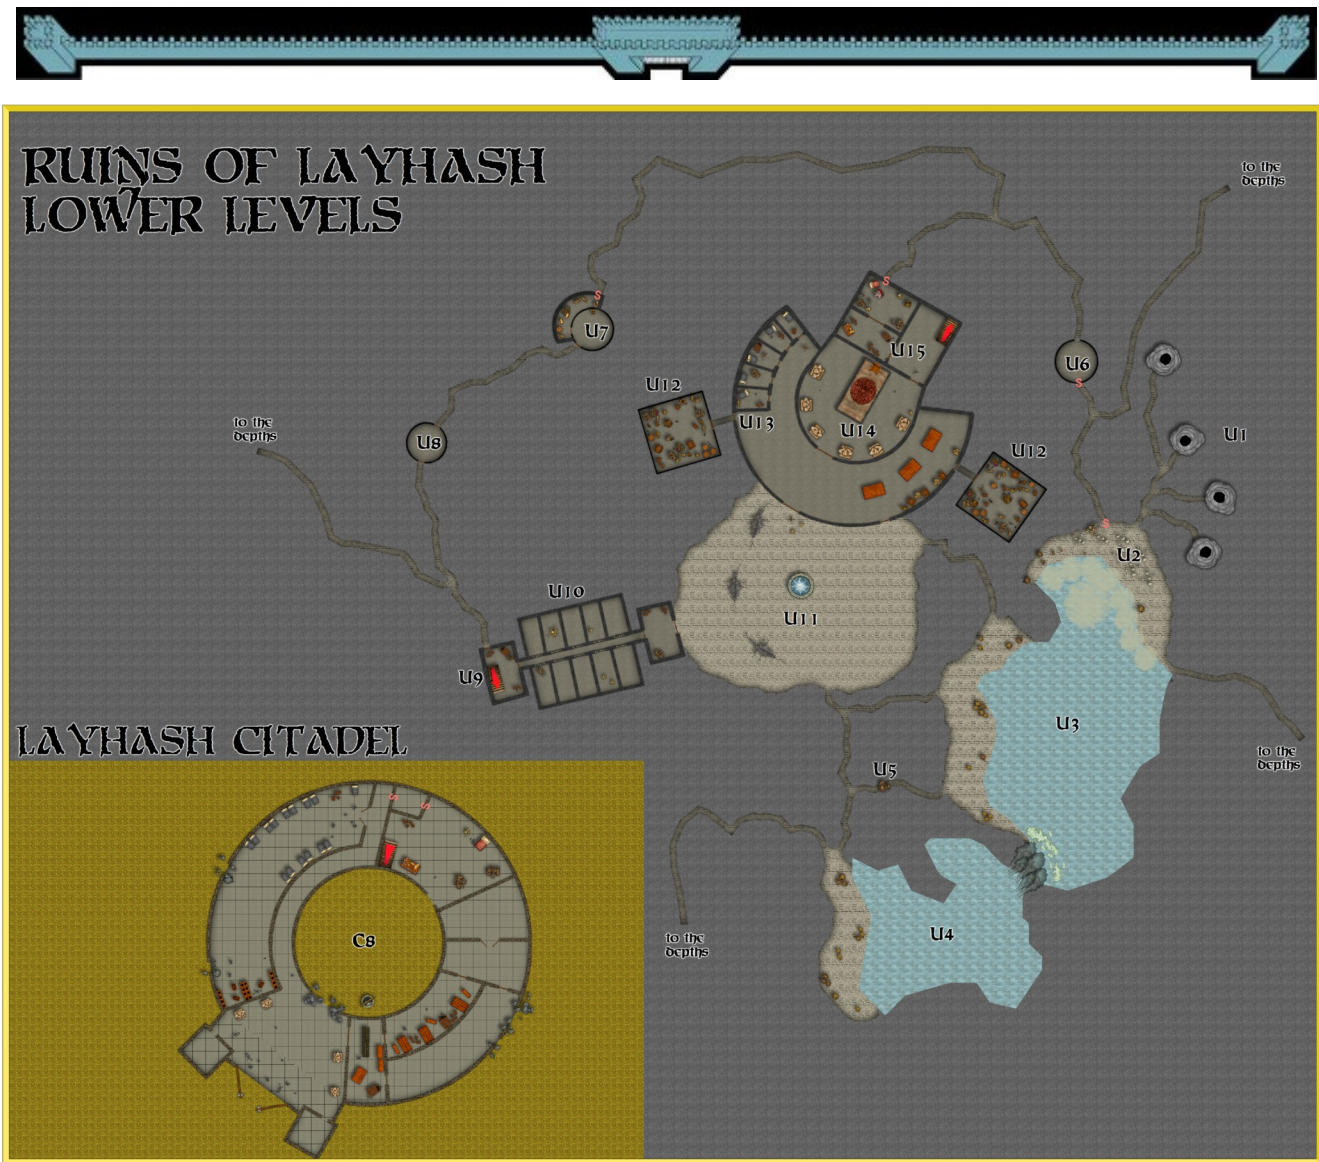 RUINS OF LAYHASH
LOWER LEVELS
to the
depths
S
S
U7
U15
U6
S
U12
to the
depths
U13
U14
U8
U1
U12
S
U2
U10
U11
U9
U3
LAYHASH CITADEL
to the
depths
U5
S
S
C8
U4
to the
depths